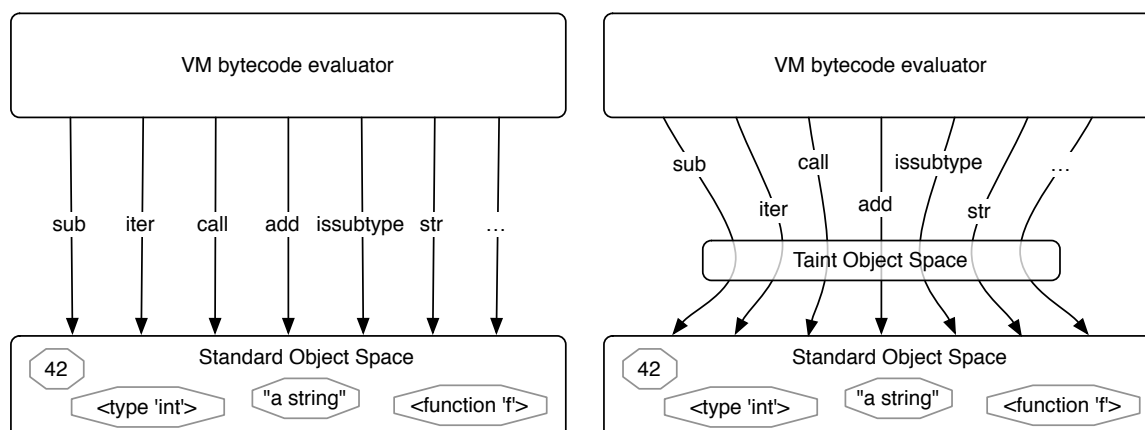 VM bytecode evaluator
sub iter call add issubtype str …
Standard Object Space
42
<type 'int'>
"a string"
<function 'f'>
VM bytecode evaluator
sub
iter
call
add
issubtype
str
…
Taint Object Space
Standard Object Space
42
<type 'int'>
"a string"
<function 'f'>